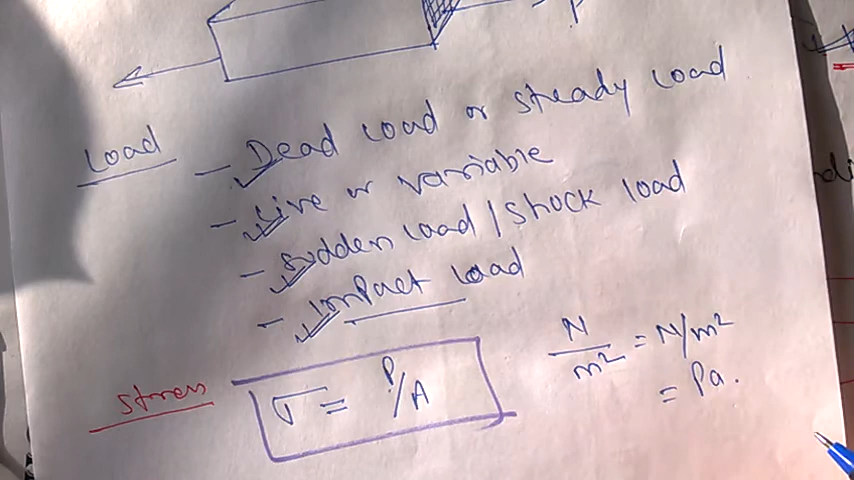 P
Load
- Dead load or steady load
- Live or variable
- Sudden load / Shock load
- Impact load
Stress
σ = P/A
N/m² = N/m²
= Pa.